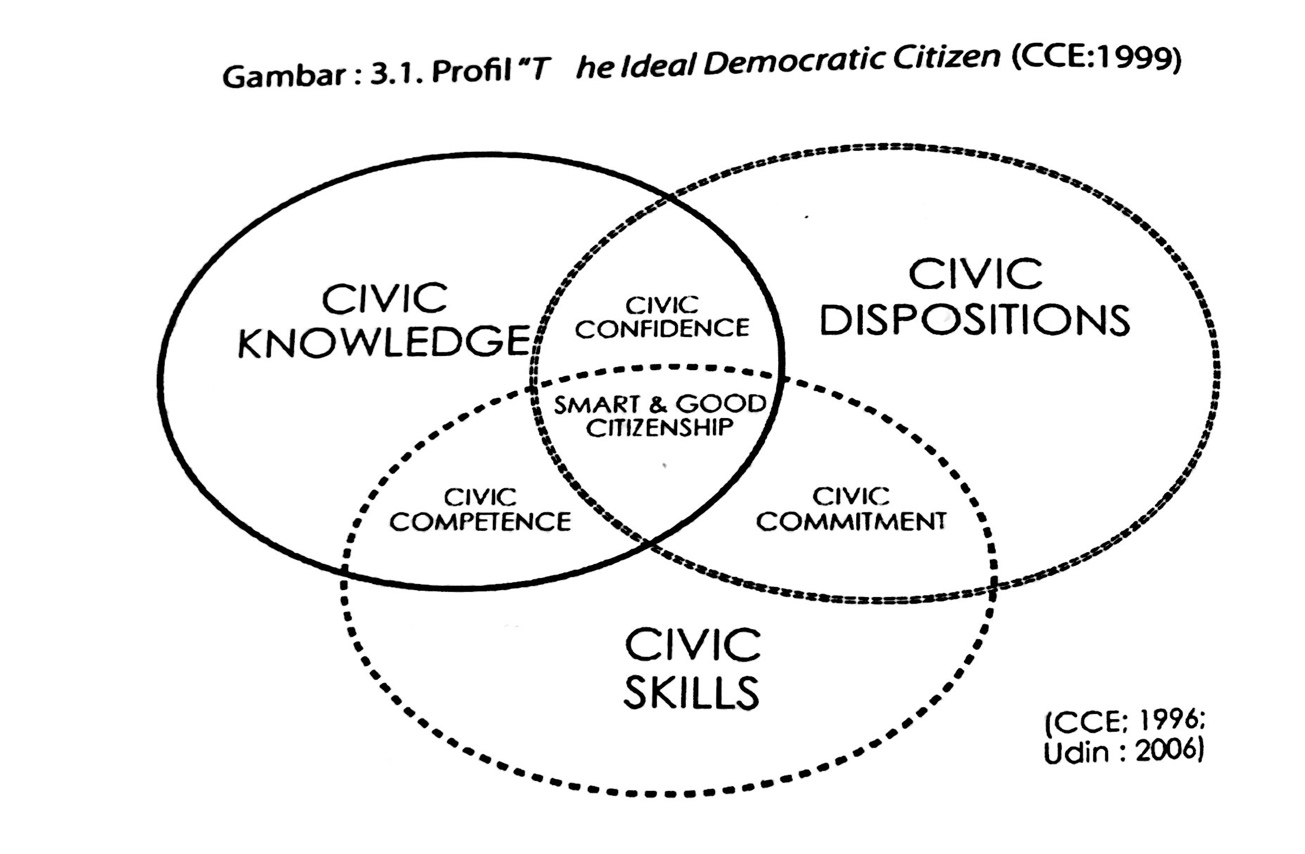 Gambar : 3.1. Profil "T he Ideal Democratic Citizen (CCE:1999)
CIVIC
KNOWLEDGE
CIVIC
CONFIDENCE
CIVIC
DISPOSITIONS
SMART & GOOD
CITIZENSHIP
CIVIC
COMPETENCE
CIVIC
COMMITMENT
CIVIC
SKILLS
(CCE; 1996;
Udin : 2006)